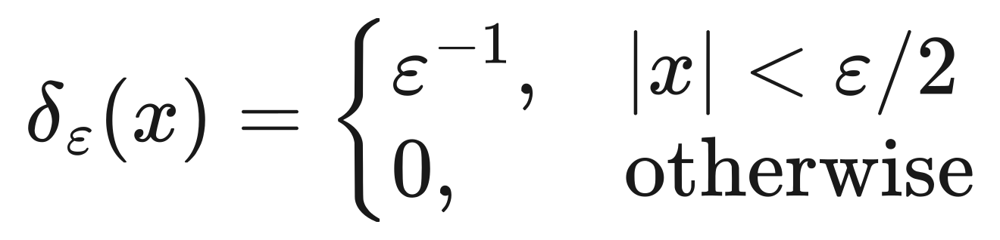 δ_ε(x) = { ε⁻¹, |x| < ε/2
0, otherwise